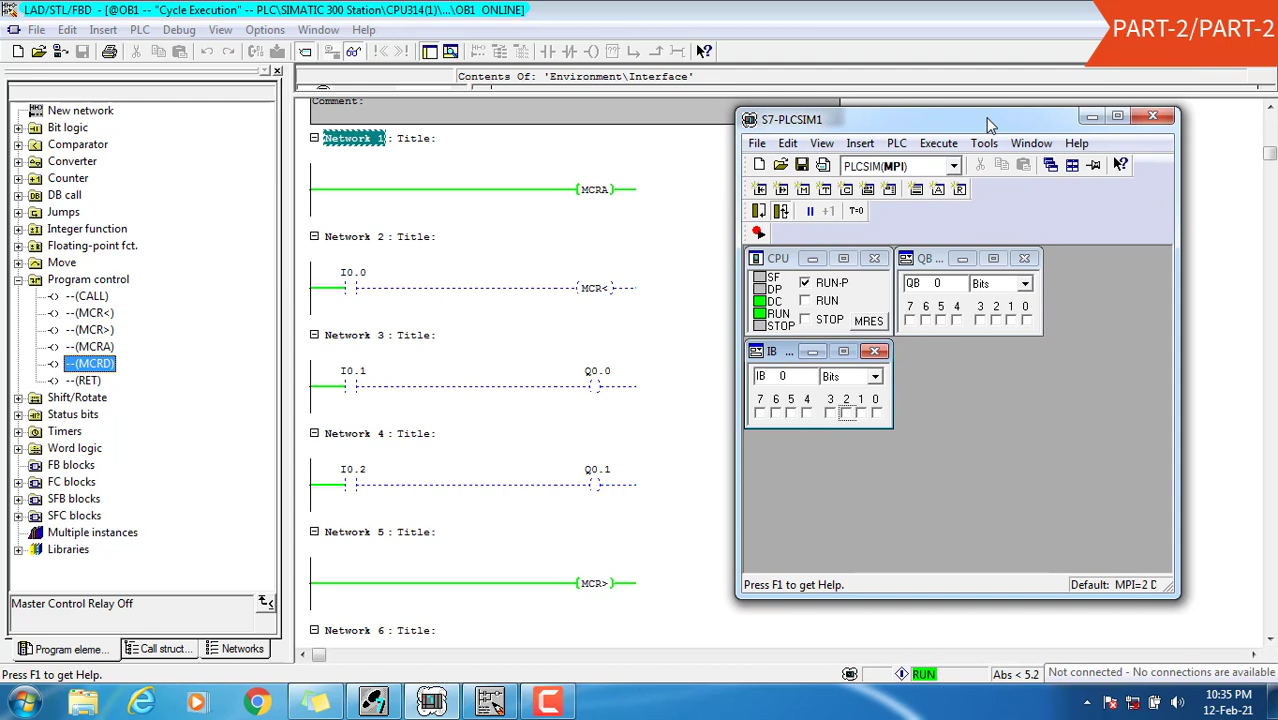 LAD/STL/FBD - [@OB1 -- "Cycle Execution" -- PLC\SIMATIC 300 Station\CPU314(1)\...\OB1 ONLINE]
PART-2/PART-2
File Edit Insert PLC Debug View Options Window Help
Contents Of: 'Environment\Interface'
New network
Bit logic
Comparator
Converter
Counter
DB call
Jumps
Integer function
Floating-point fct.
Move
Program control
--(CALL)
--(MCR<)
--(MCR>)
--(MCRA)
--(MCRD)
--(RET)
Shift/Rotate
Status bits
Timers
Word logic
FB blocks
FC blocks
SFB blocks
SFC blocks
Multiple instances
Libraries
Master Control Relay Off
Program eleme...
Call struct...
Networks
Comment:
Network 1 : Title:
MCRA
Network 2 : Title:
I0.0
MCR<
Network 3 : Title:
I0.1 Q0.0
Network 4 : Title:
I0.2 Q0.1
Network 5 : Title:
MCR>
Network 6 : Title:
S7-PLCSIM1
File Edit View Insert PLC Execute Tools Window Help
PLCSIM(MPI)
+1 T=0
CPU
SF
DP
DC
RUN
STOP
RUN-P
RUN
STOP
MRES
QB ...
QB 0 Bits
7 6 5 4 3 2 1 0
IB ...
IB 0 Bits
7 6 5 4 3 2 1 0
Press F1 to get Help.
Default: MPI=2 D
Press F1 to get Help.
RUN
Abs < 5.2
Not connected - No connections are available
10:35 PM
12-Feb-21